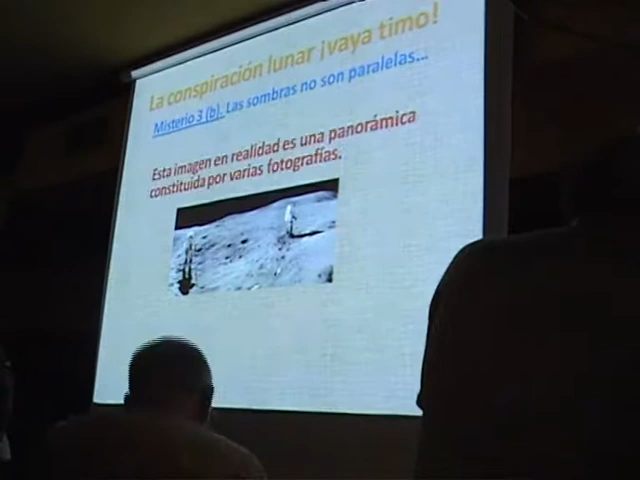 La conspiración lunar ¡vaya timo!
Misterio 3 (b). Las sombras no son paralelas...
Esta imagen en realidad es una panorámica
constituida por varias fotografías.